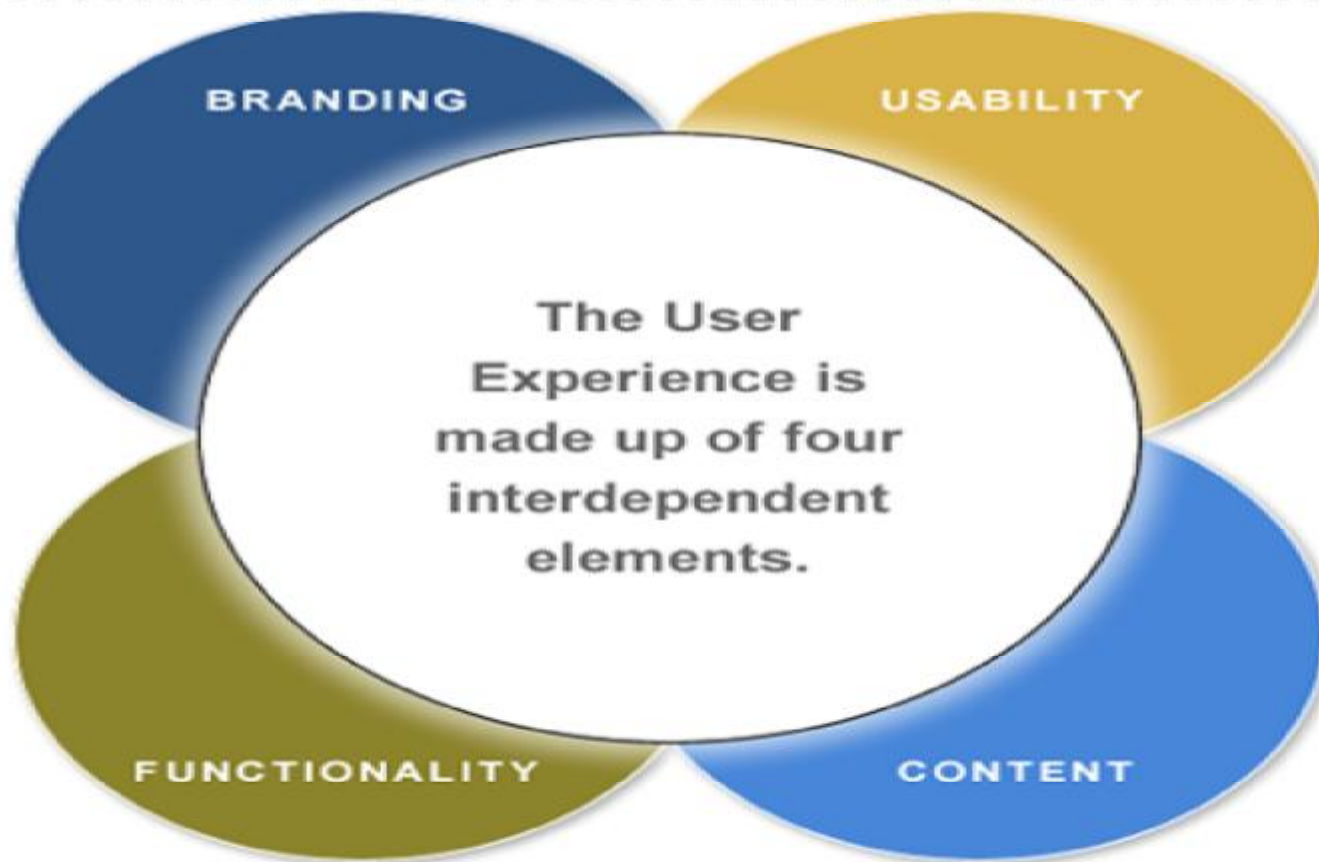 BRANDING
USABILITY
The User
Experience is
made up of four
interdependent
elements.
FUNCTIONALITY
CONTENT